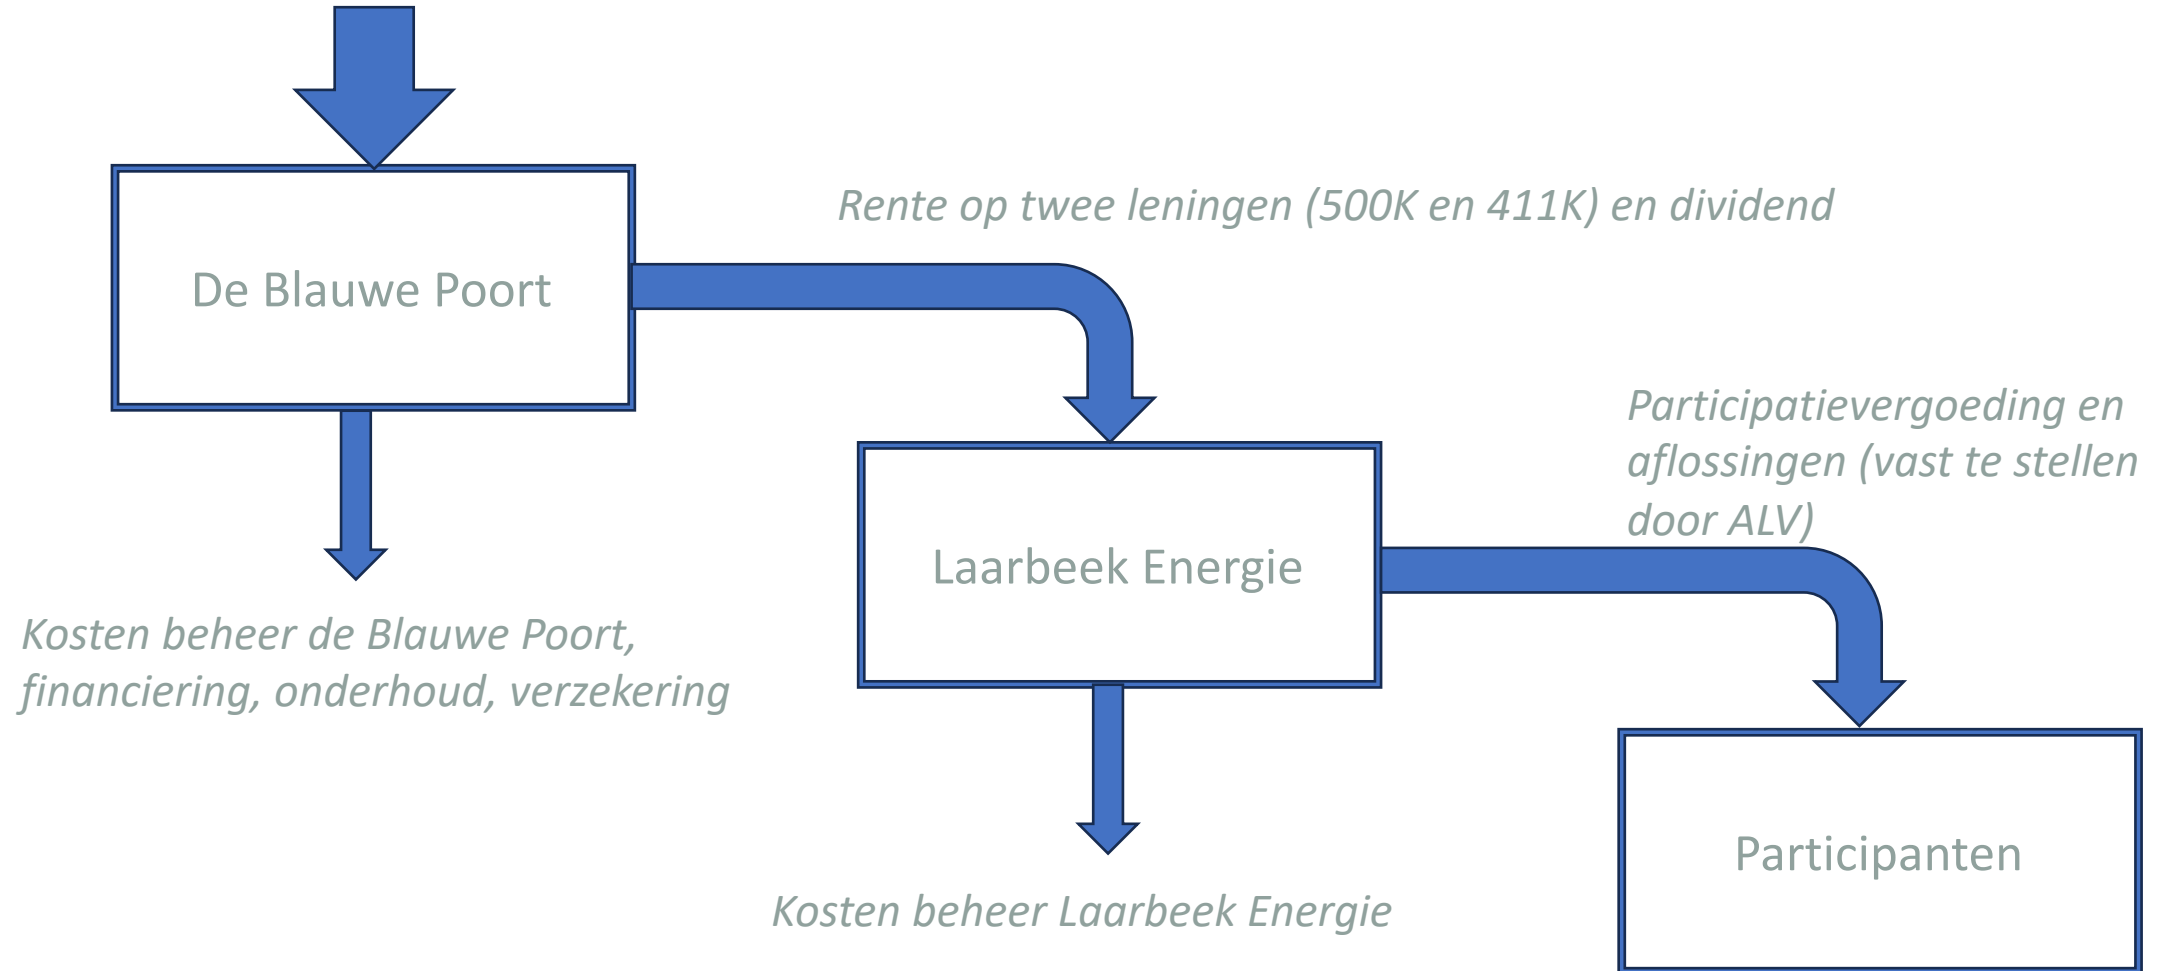 Rente op twee leningen (500K en 411K) en dividend
De Blauwe Poort
Participatievergoeding en
aflossingen (vast te stellen
door ALV)
Laarbeek Energie
Kosten beheer de Blauwe Poort,
financiering, onderhoud, verzekering
Participanten
Kosten beheer Laarbeek Energie